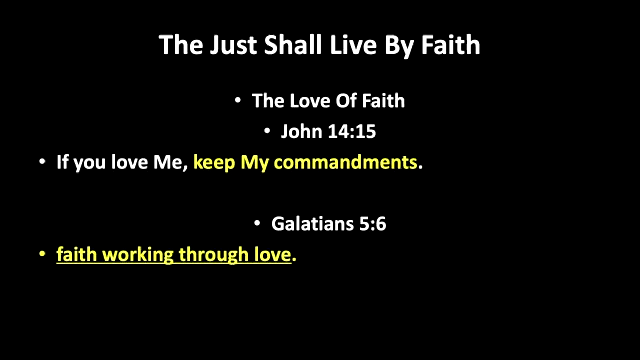 The Just Shall Live By Faith
• The Love Of Faith
• John 14:15
• If you love Me, keep My commandments.
• Galatians 5:6
• faith working through love.